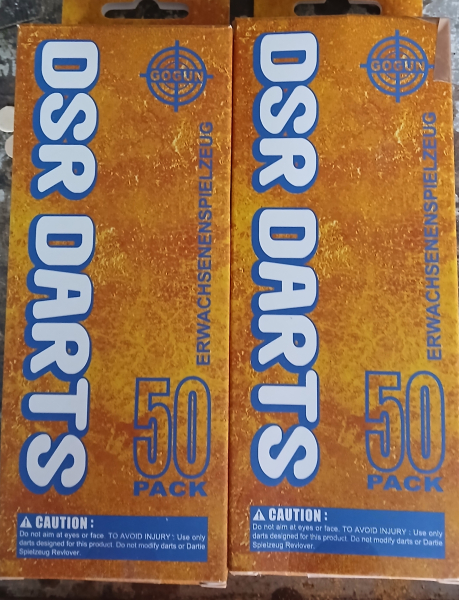 GOGUN
DSR DARTS
ERWACHSENENSPIELZEUG
50
PACK
CAUTION :
Do not aim at eyes or face. TO AVOID INJURY : Use only
darts designed for this product. Do not modify darts or Dartie
Spielzeug Revlover.
GOGUN
DSR DARTS
ERWACHSENENSPIELZEUG
50
PACK
CAUTION :
Do not aim at eyes or face. TO AVOID INJURY : Use only
darts designed for this product. Do not modify darts or Dartie
Spielzeug Revlover.